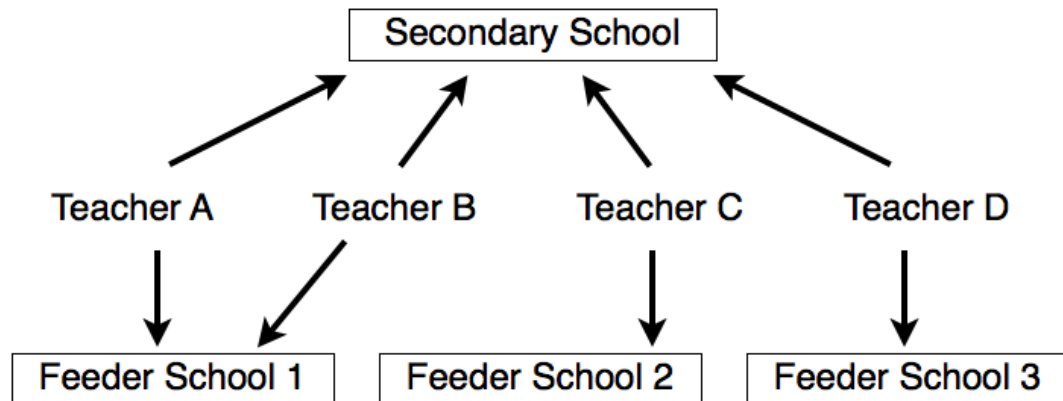 Secondary School
Teacher A Teacher B Teacher C Teacher D
Feeder School 1 Feeder School 2 Feeder School 3